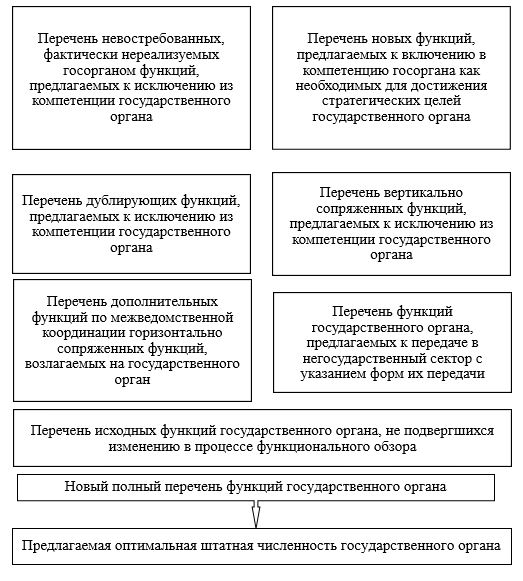 Перечень невостребованных,
фактически нереализуемых
госорганом функций,
предлагаемых к исключению из
компетенции государственного
органа
Перечень новых функций,
предлагаемых к включению в
компетенцию госоргана как
необходимых для достижения
стратегических целей
государственного органа
Перечень дублирующих функций,
предлагаемых к исключению из
компетенции государственного
органа
Перечень вертикально
сопряженных функций,
предлагаемых к исключению из
компетенции государственного
органа
Перечень дополнительных
функций по межведомственной
координации горизонтально
сопряженных функций,
возлагаемых на государственного
орган
Перечень функций
государственного органа,
предлагаемых к передаче в
негосударственный сектор с
указанием форм их передачи
Перечень исходных функций государственного органа, не подвергшихся
изменению в процессе функционального обзора
Новый полный перечень функций государственного органа
Предлагаемая оптимальная штатная численность государственного органа